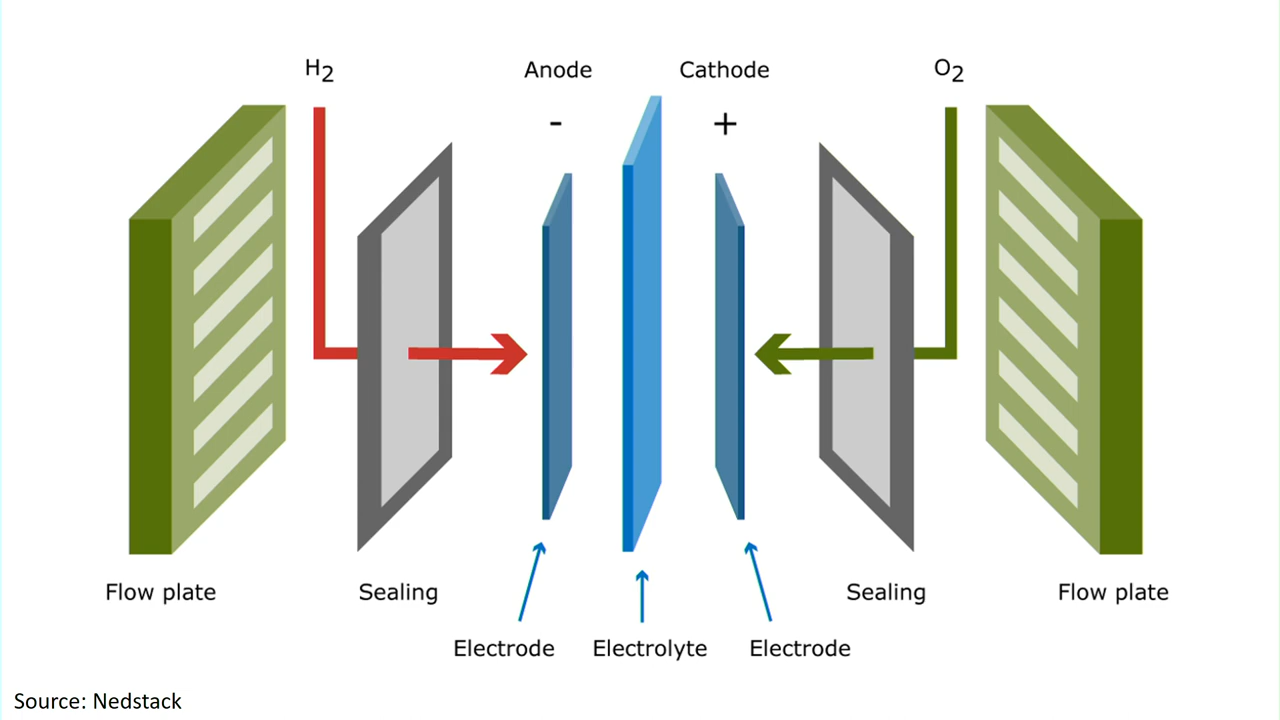 H₂ Anode Cathode O₂
- +
Flow plate Sealing Sealing Flow plate
Electrode Electrolyte Electrode
Source: Nedstack